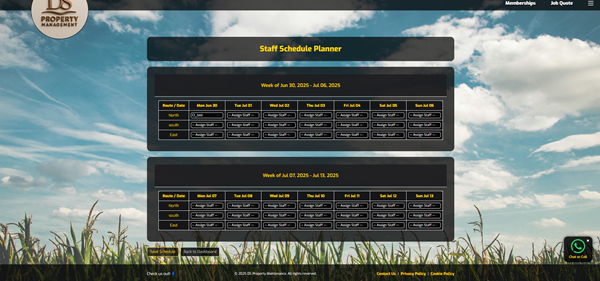 DS
PROPERTY
MANAGEMENT
Memberships Job Quote
Staff Schedule Planner
Week of Jun 30, 2025 - Jul 06, 2025
Route / Date Mon Jun 30 Tue Jul 01 Wed Jul 02 Thu Jul 03 Fri Jul 04 Sat Jul 05 Sun Jul 06
North -- Assign Staff -- -- Assign Staff -- -- Assign Staff -- -- Assign Staff -- -- Assign Staff -- -- Assign Staff --
south -- Assign Staff -- -- Assign Staff -- -- Assign Staff -- -- Assign Staff -- -- Assign Staff -- -- Assign Staff -- -- Assign Staff --
East -- Assign Staff -- -- Assign Staff -- -- Assign Staff -- -- Assign Staff -- -- Assign Staff -- -- Assign Staff -- -- Assign Staff --
Week of Jul 07, 2025 - Jul 13, 2025
Route / Date Mon Jul 07 Tue Jul 08 Wed Jul 09 Thu Jul 10 Fri Jul 11 Sat Jul 12 Sun Jul 13
North -- Assign Staff -- -- Assign Staff -- -- Assign Staff -- -- Assign Staff -- -- Assign Staff -- -- Assign Staff -- -- Assign Staff --
south -- Assign Staff -- -- Assign Staff -- -- Assign Staff -- -- Assign Staff -- -- Assign Staff -- -- Assign Staff -- -- Assign Staff --
East -- Assign Staff -- -- Assign Staff -- -- Assign Staff -- -- Assign Staff -- -- Assign Staff -- -- Assign Staff -- -- Assign Staff --
Save Schedule Back to Dashboard
Chat or Call
Check us out!
© 2025 DS Property Maintenance. All rights reserved.
Contact Us | Privacy Policy | Cookie Policy